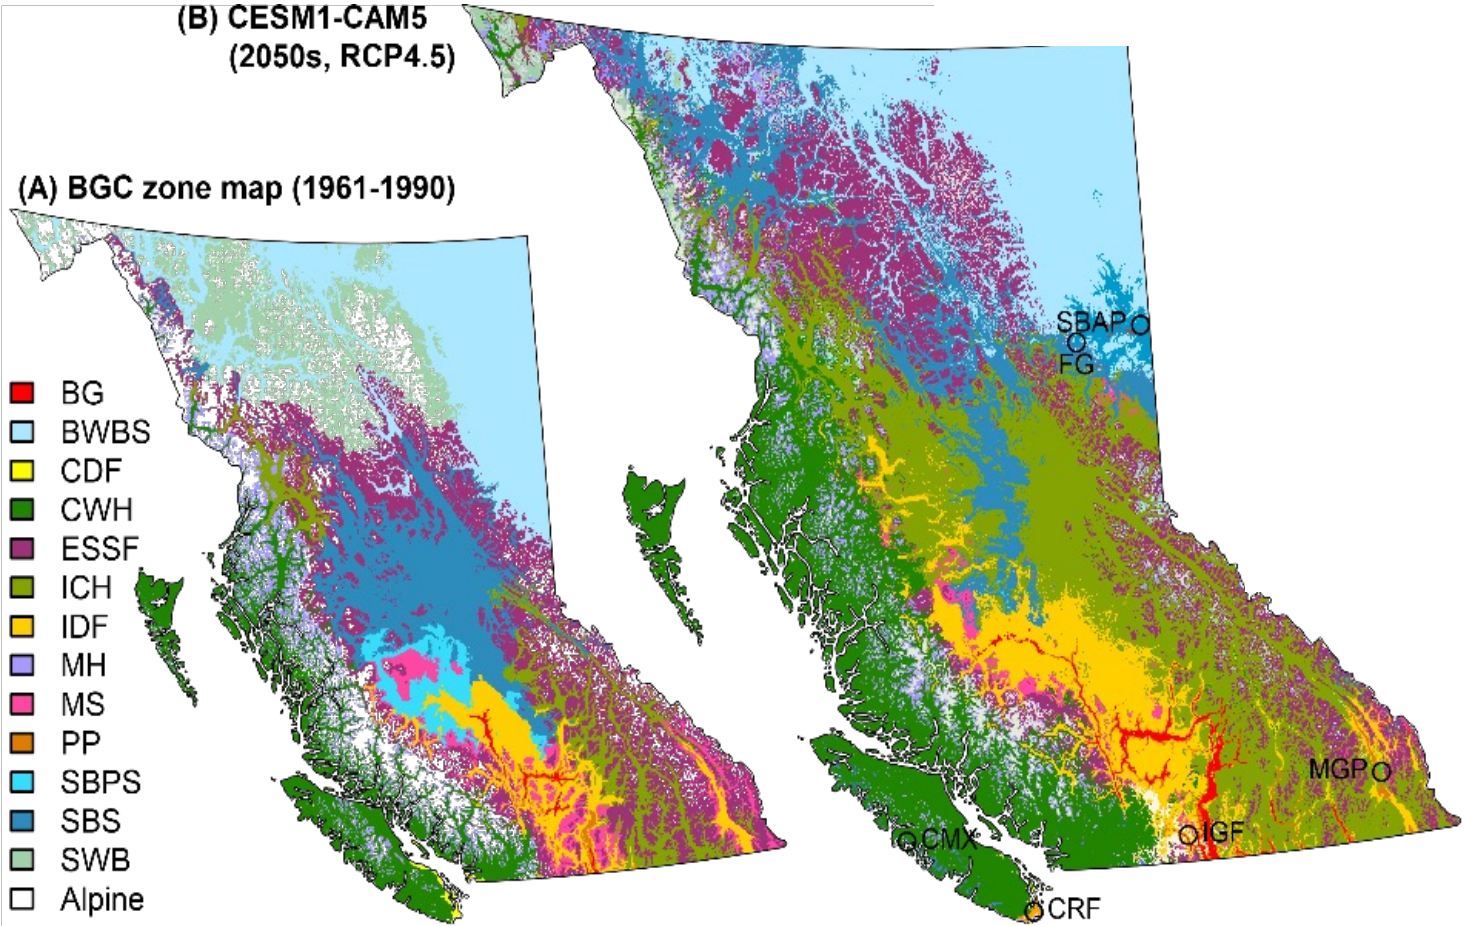 (B) CESM1-CAM5
(2050s, RCP4.5)
(A) BGC zone map (1961-1990)
BG
BWBS
CDF
CWH
ESSF
ICH
IDF
MH
MS
PP
SBPS
SBS
SWB
Alpine
SBAP
FG
MGP
IGF
CMX
CRF